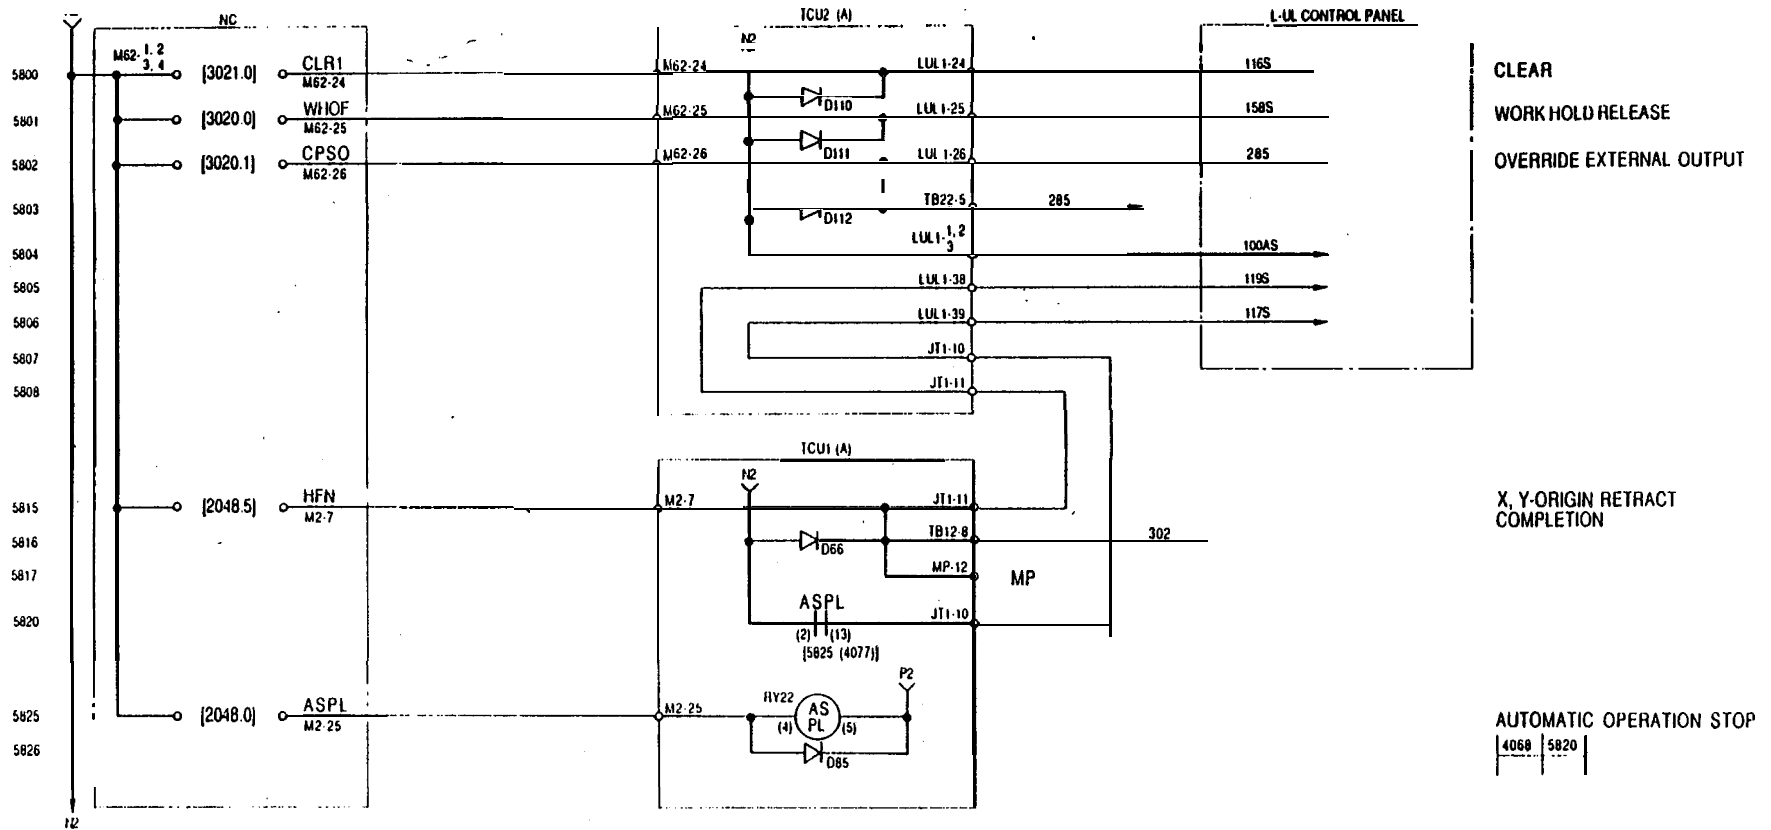 NC
TCU2 (A)
L-UL CONTROL PANEL
N2
5800
M62- 1, 2
3, 4
[3021.0]
CLR1
M62-24
M62-24
LUL1-24
116S
CLEAR
D110
5801
[3020.0]
WHOF
M62-25
M62-25
LUL1-25
158S
WORK HOLD RELEASE
D111
5802
[3020.1]
CPSO
M62-26
M62-26
LUL1-26
285
OVERRIDE EXTERNAL OUTPUT
5803
D112
TB22-5
285
5804
LUL1- 1, 2
3
100AS
5805
LUL1-38
119S
5806
LUL1-39
117S
5807
JT1-10
5808
JT1-11
TCU1 (A)
N2
5815
[2048.5]
HFN
M2-7
M2-7
JT1-11
X, Y-ORIGIN RETRACT
COMPLETION
5816
D66
TB12-8
302
5817
MP-12
MP
ASPL
5820
JT1-10
(2) (13)
[5825 (4077)]
P2
5825
[2048.0]
ASPL
M2-25
M2-25
RY22
AS
PL
(4) (5)
AUTOMATIC OPERATION STOP
5826
D85
4068 5820
N2